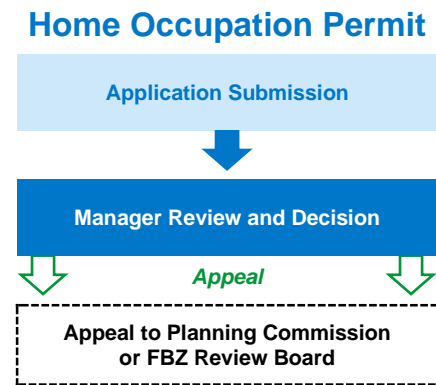 Home Occupation Permit
Application Submission
Manager Review and Decision
Appeal
Appeal to Planning Commission
or FBZ Review Board